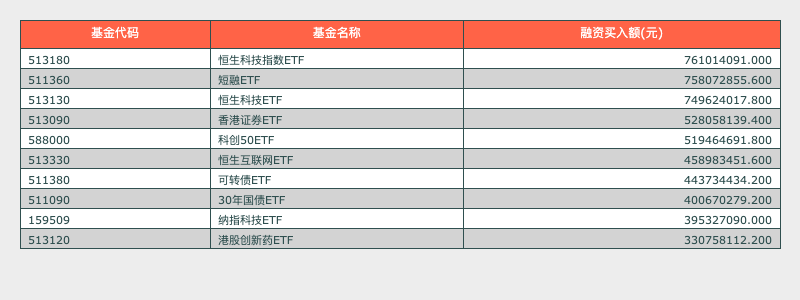 基金代码 基金名称 融资买入额(元)
513180 恒生科技指数ETF 761014091.000
511360 短融ETF 758072855.600
513130 恒生科技ETF 749624017.800
513090 香港证券ETF 528058139.400
588000 科创50ETF 519464691.800
513330 恒生互联网ETF 458983451.600
511380 可转债ETF 443734434.200
511090 30年国债ETF 400670279.200
159509 纳指科技ETF 395327090.000
513120 港股创新药ETF 330758112.200